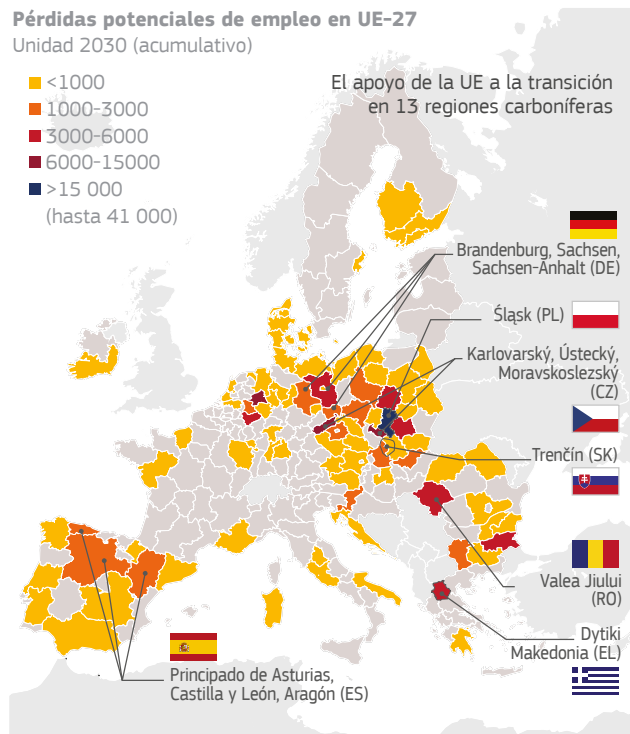 Pérdidas potenciales de empleo en UE-27
Unidad 2030 (acumulativo)
<1000
1000-3000
3000-6000
6000-15000
>15 000
(hasta 41 000)
El apoyo de la UE a la transición
en 13 regiones carboníferas
Brandenburg, Sachsen,
Sachsen-Anhalt (DE)
Śląsk (PL)
Karlovarský, Ústecký,
Moravskoslezský
(CZ)
Trenčín (SK)
Valea Jiului
(RO)
Dytiki
Makedonia (EL)
Principado de Asturias,
Castilla y León, Aragón (ES)